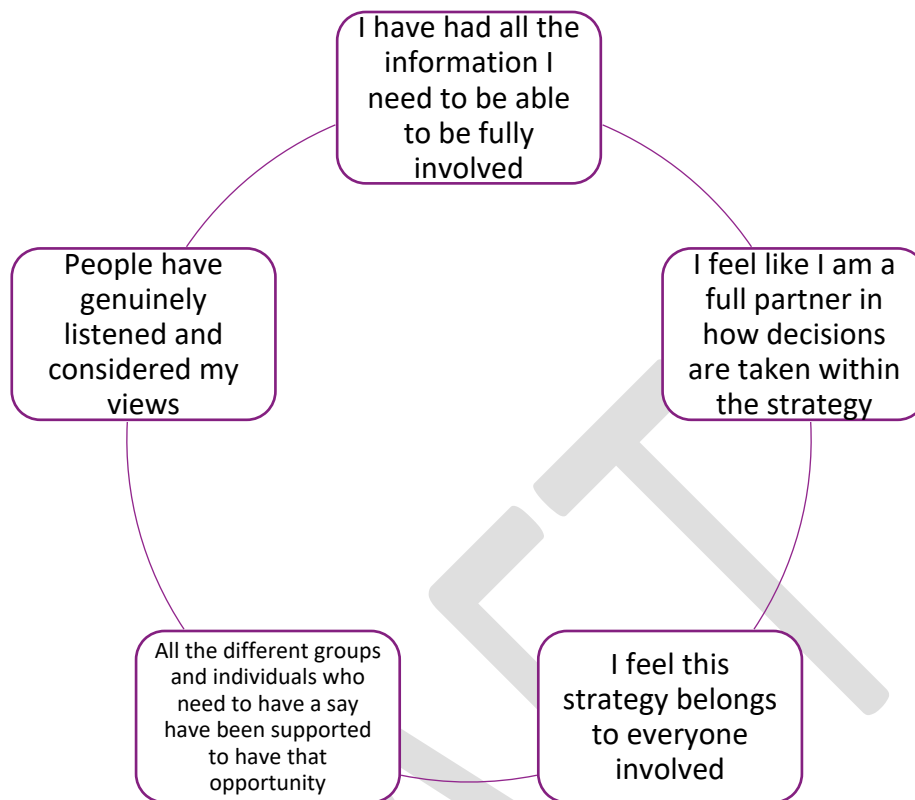 I have had all the
information I
need to be able
to be fully
involved
I feel like I am a
full partner in
how decisions
are taken within
the strategy
I feel this
strategy belongs
to everyone
involved
All the different groups
and individuals who
need to have a say
have been supported
to have that
opportunity
People have
genuinely
listened and
considered my
views